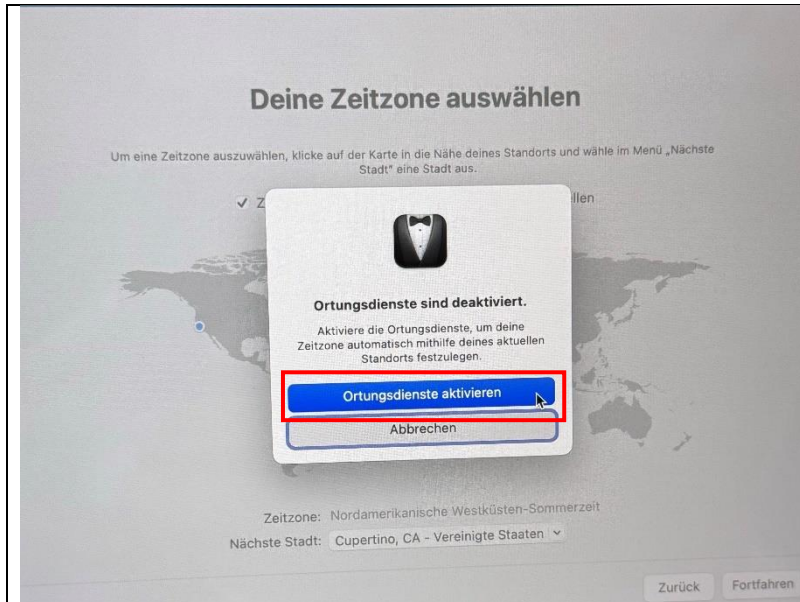 Deine Zeitzone auswählen
Um eine Zeitzone auszuwählen, klicke auf der Karte in die Nähe deines Standorts und wähle im Menü „Nächste
Stadt" eine Stadt aus.
Z
llen
Ortungsdienste sind deaktiviert.
Aktiviere die Ortungsdienste, um deine
Zeitzone automatisch mithilfe deines aktuellen
Standorts festzulegen.
Ortungsdienste aktivieren
Abbrechen
Zeitzone: Nordamerikanische Westküsten-Sommerzeit
Nächste Stadt: Cupertino, CA - Vereinigte Staaten
Zurück Fortfahren